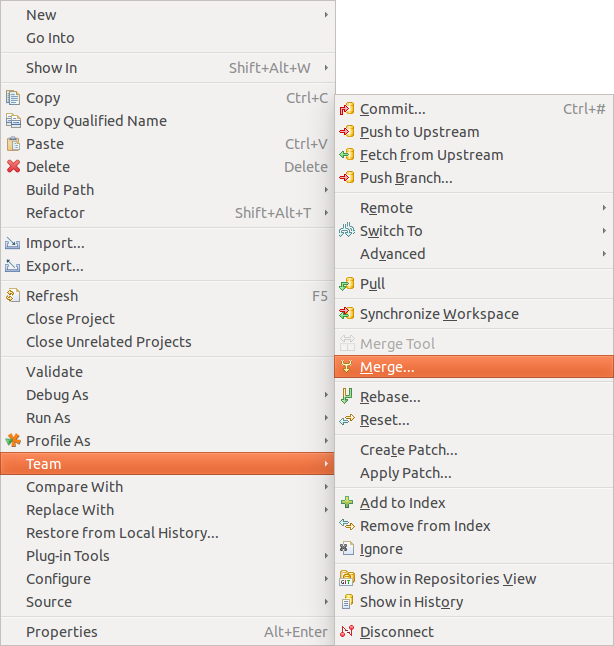 New
Go Into
Show In Shift+Alt+W
Copy Ctrl+C
Copy Qualified Name
Paste Ctrl+V
Delete Delete
Build Path
Refactor Shift+Alt+T
Import...
Export...
Refresh F5
Close Project
Close Unrelated Projects
Validate
Debug As
Run As
Profile As
Team
Compare With
Replace With
Restore from Local History...
Plug-in Tools
Configure
Source
Properties Alt+Enter
Commit... Ctrl+#
Push to Upstream
Fetch from Upstream
Push Branch...
Remote
Switch To
Advanced
Pull
Synchronize Workspace
Merge Tool
Merge...
Rebase...
Reset...
Create Patch...
Apply Patch...
Add to Index
Remove from Index
Ignore
GIT Show in Repositories View
Show in History
Disconnect